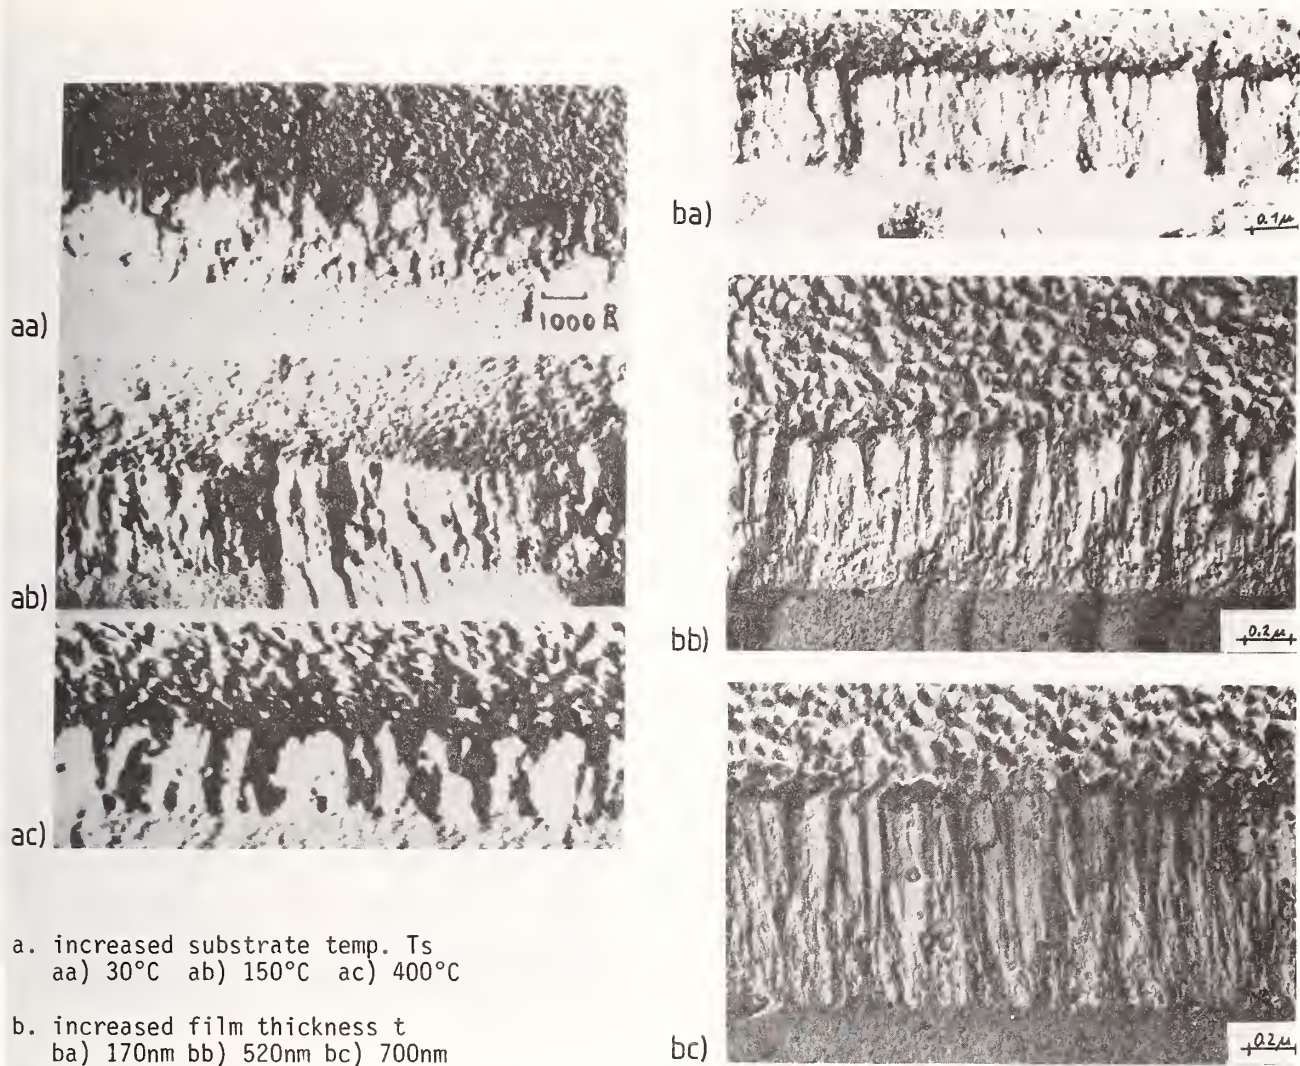 aa)
1000 Å
ab)
ac)
ba)
0.1µ
bb)
0.2µ
bc)
0.2µ
a. increased substrate temp. Ts
aa) 30°C ab) 150°C ac) 400°C
b. increased film thickness t
ba) 170nm bb) 520nm bc) 700nm